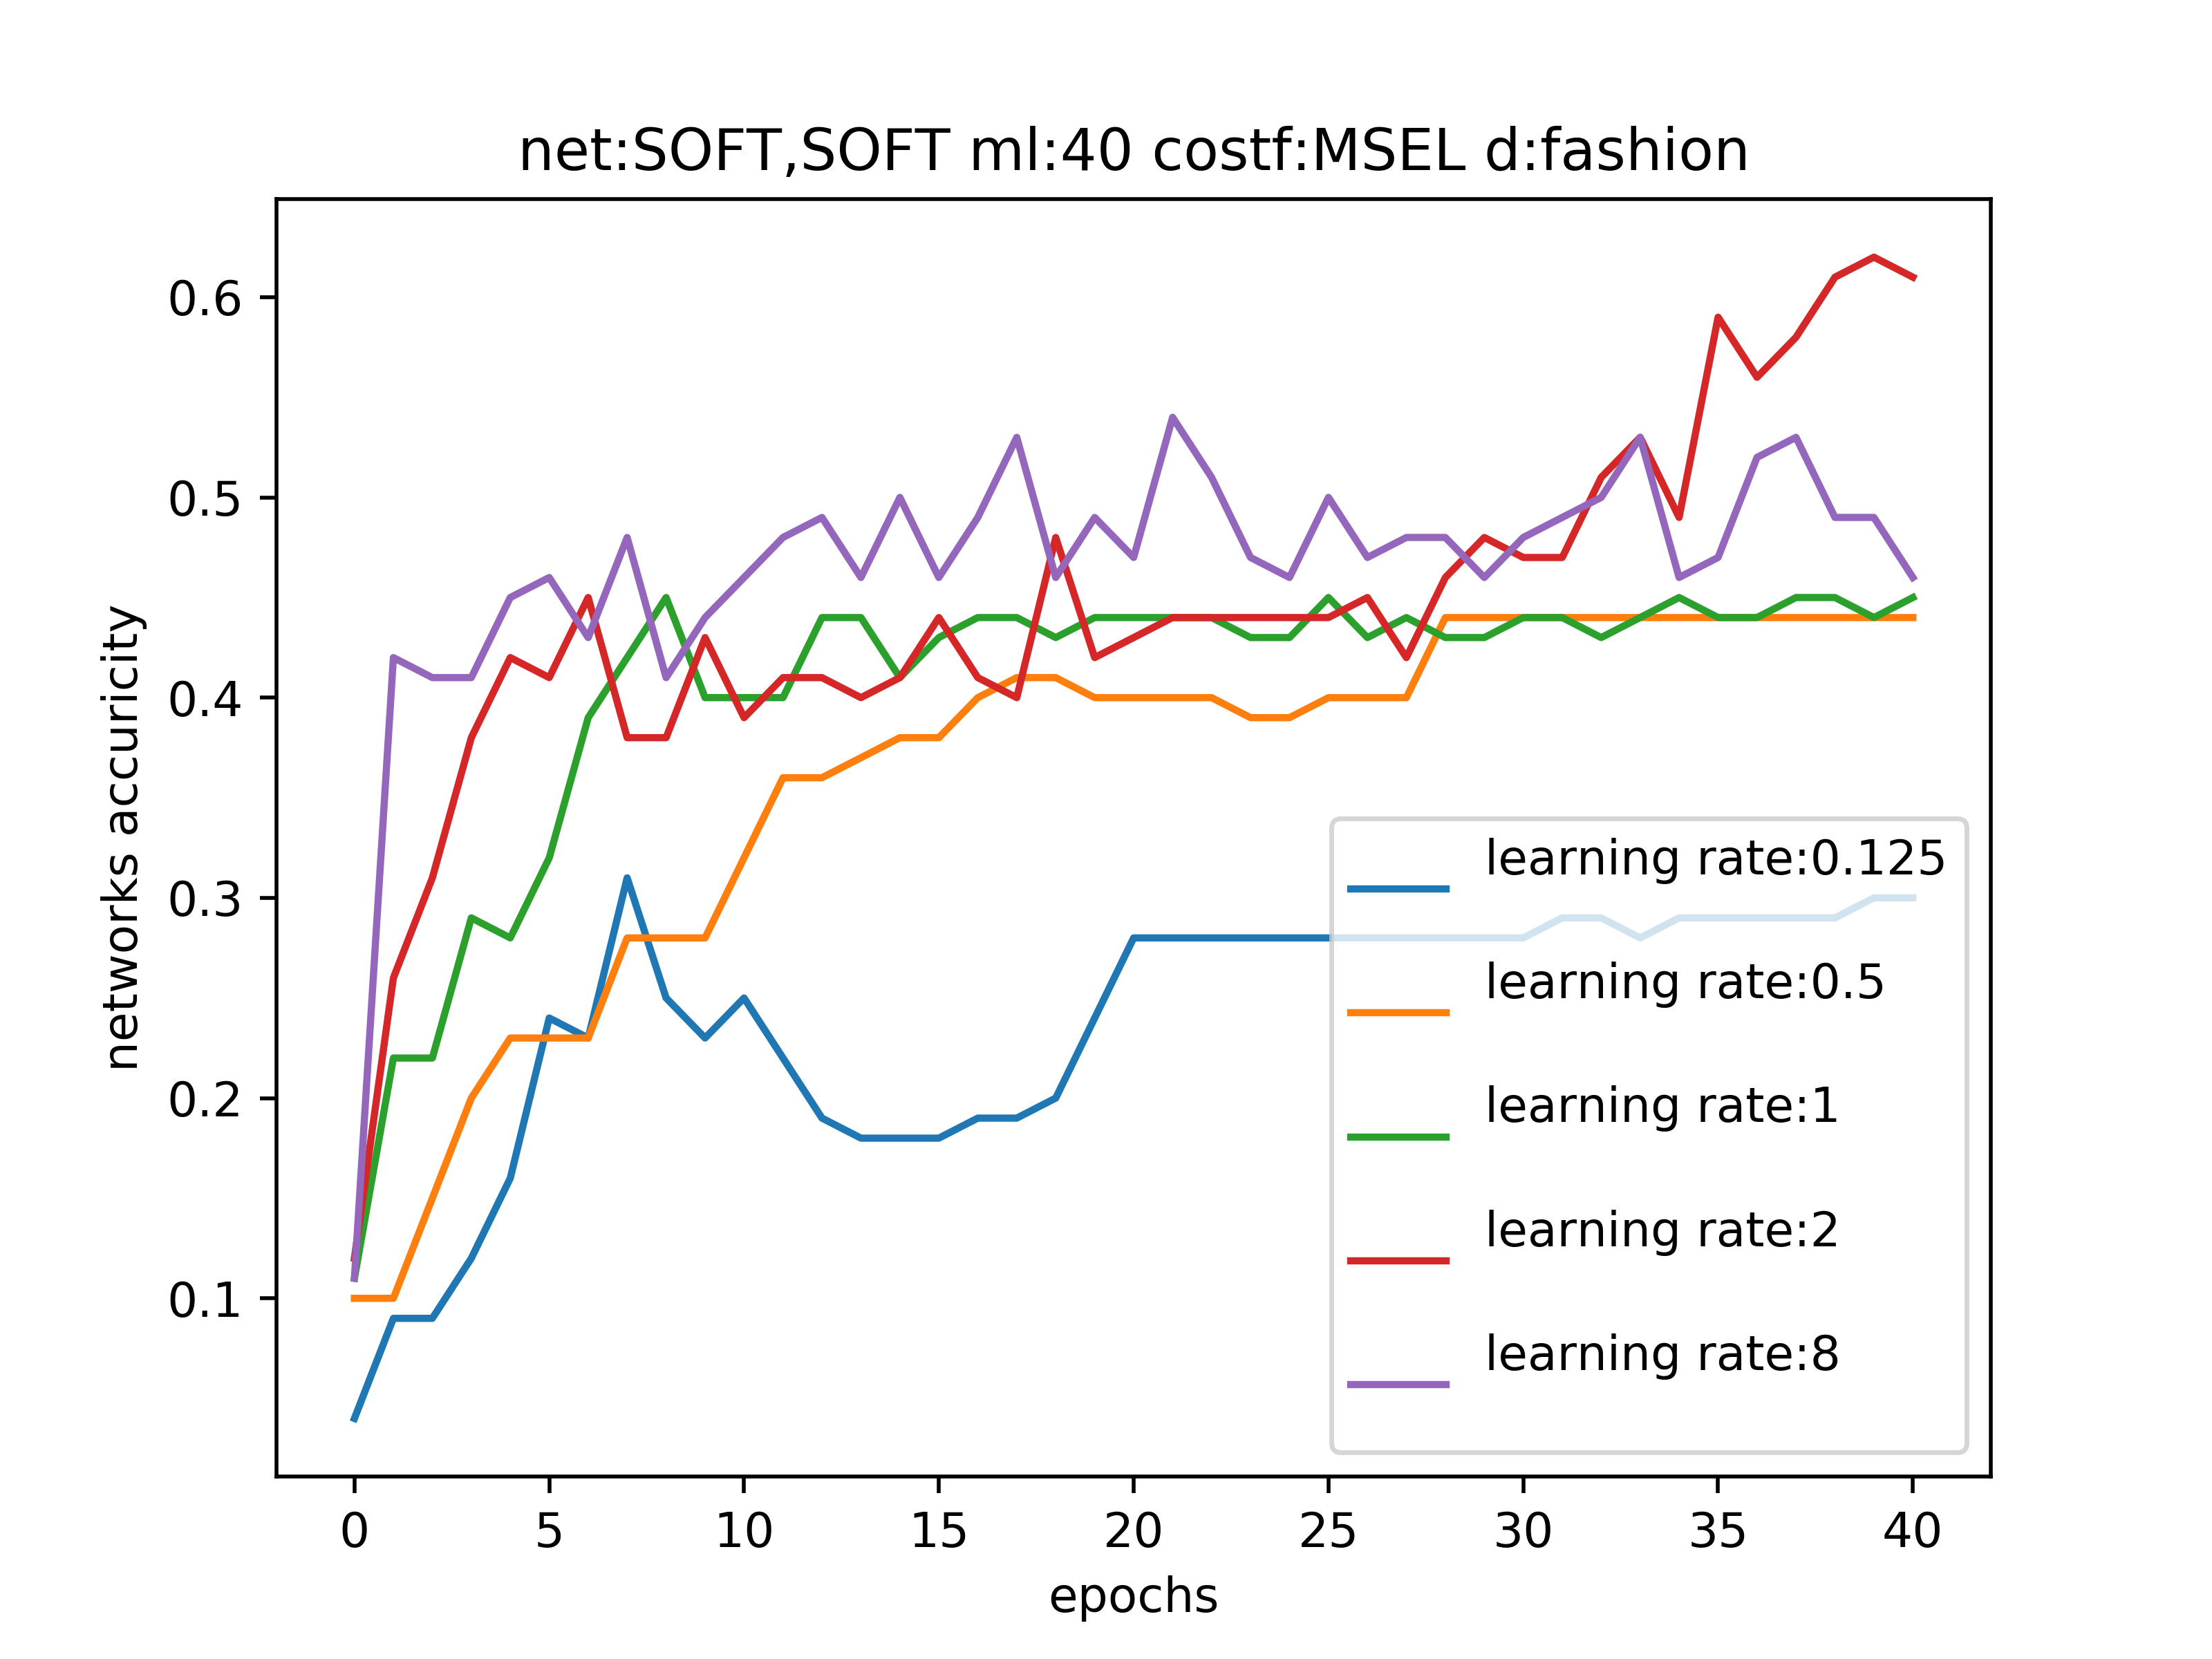 net:SOFT,SOFT ml:40 costf:MSEL d:fashion
networks accuricity
0.6
0.5
0.4
0.3
0.2
0.1
learning rate:0.125
learning rate:0.5
learning rate:1
learning rate:2
learning rate:8
0 5 10 15 20 25 30 35 40
epochs